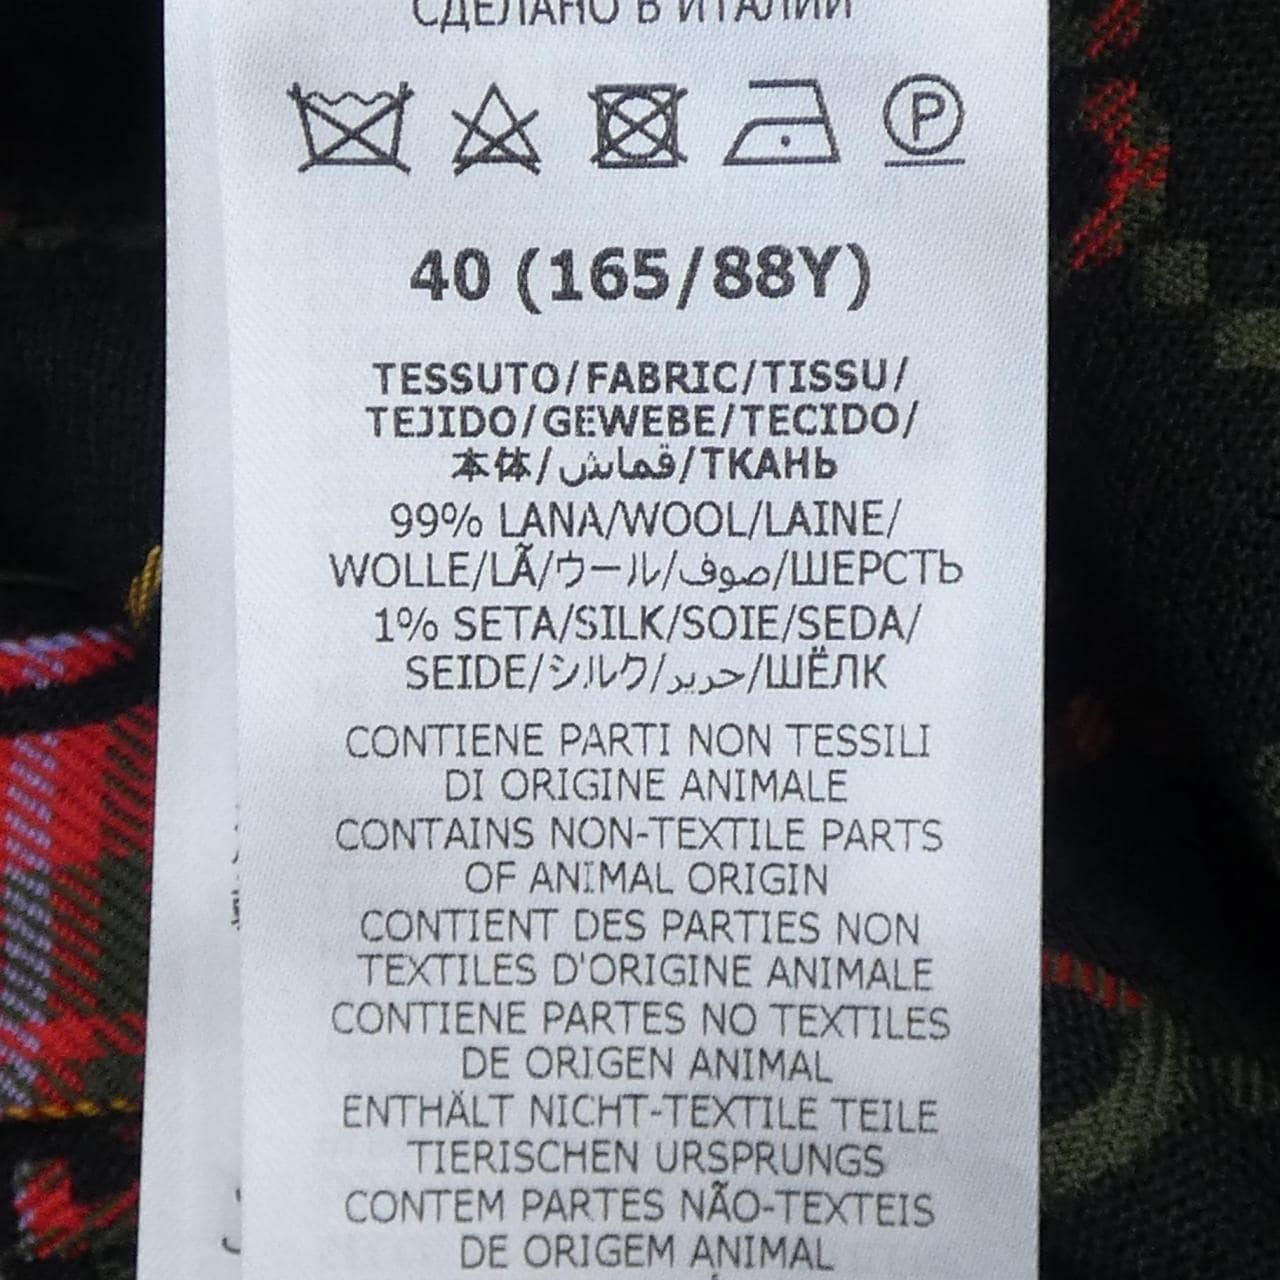 СДЕЛАНО В ИТАЛИИ
P
40 (165/88Y)
TESSUTO/FABRIC/TISSU/
TEJIDO/GEWEBE/TECIDO/
本体/قماش/ТКАНЬ
99% LANA/WOOL/LAINE/
WOLLE/LÃ/ウール/صوف/ШЕРСТЬ
1% SETA/SILK/SOIE/SEDA/
SEIDE/シルク/حرير/ШЁЛК
CONTIENE PARTI NON TESSILI
DI ORIGINE ANIMALE
CONTAINS NON-TEXTILE PARTS
OF ANIMAL ORIGIN
CONTIENT DES PARTIES NON
TEXTILES D'ORIGINE ANIMALE
CONTIENE PARTES NO TEXTILES
DE ORIGEN ANIMAL
ENTHÄLT NICHT-TEXTILE TEILE
TIERISCHEN URSPRUNGS
CONTEM PARTES NÃO-TEXTEIS
DE ORIGEM ANIMAL